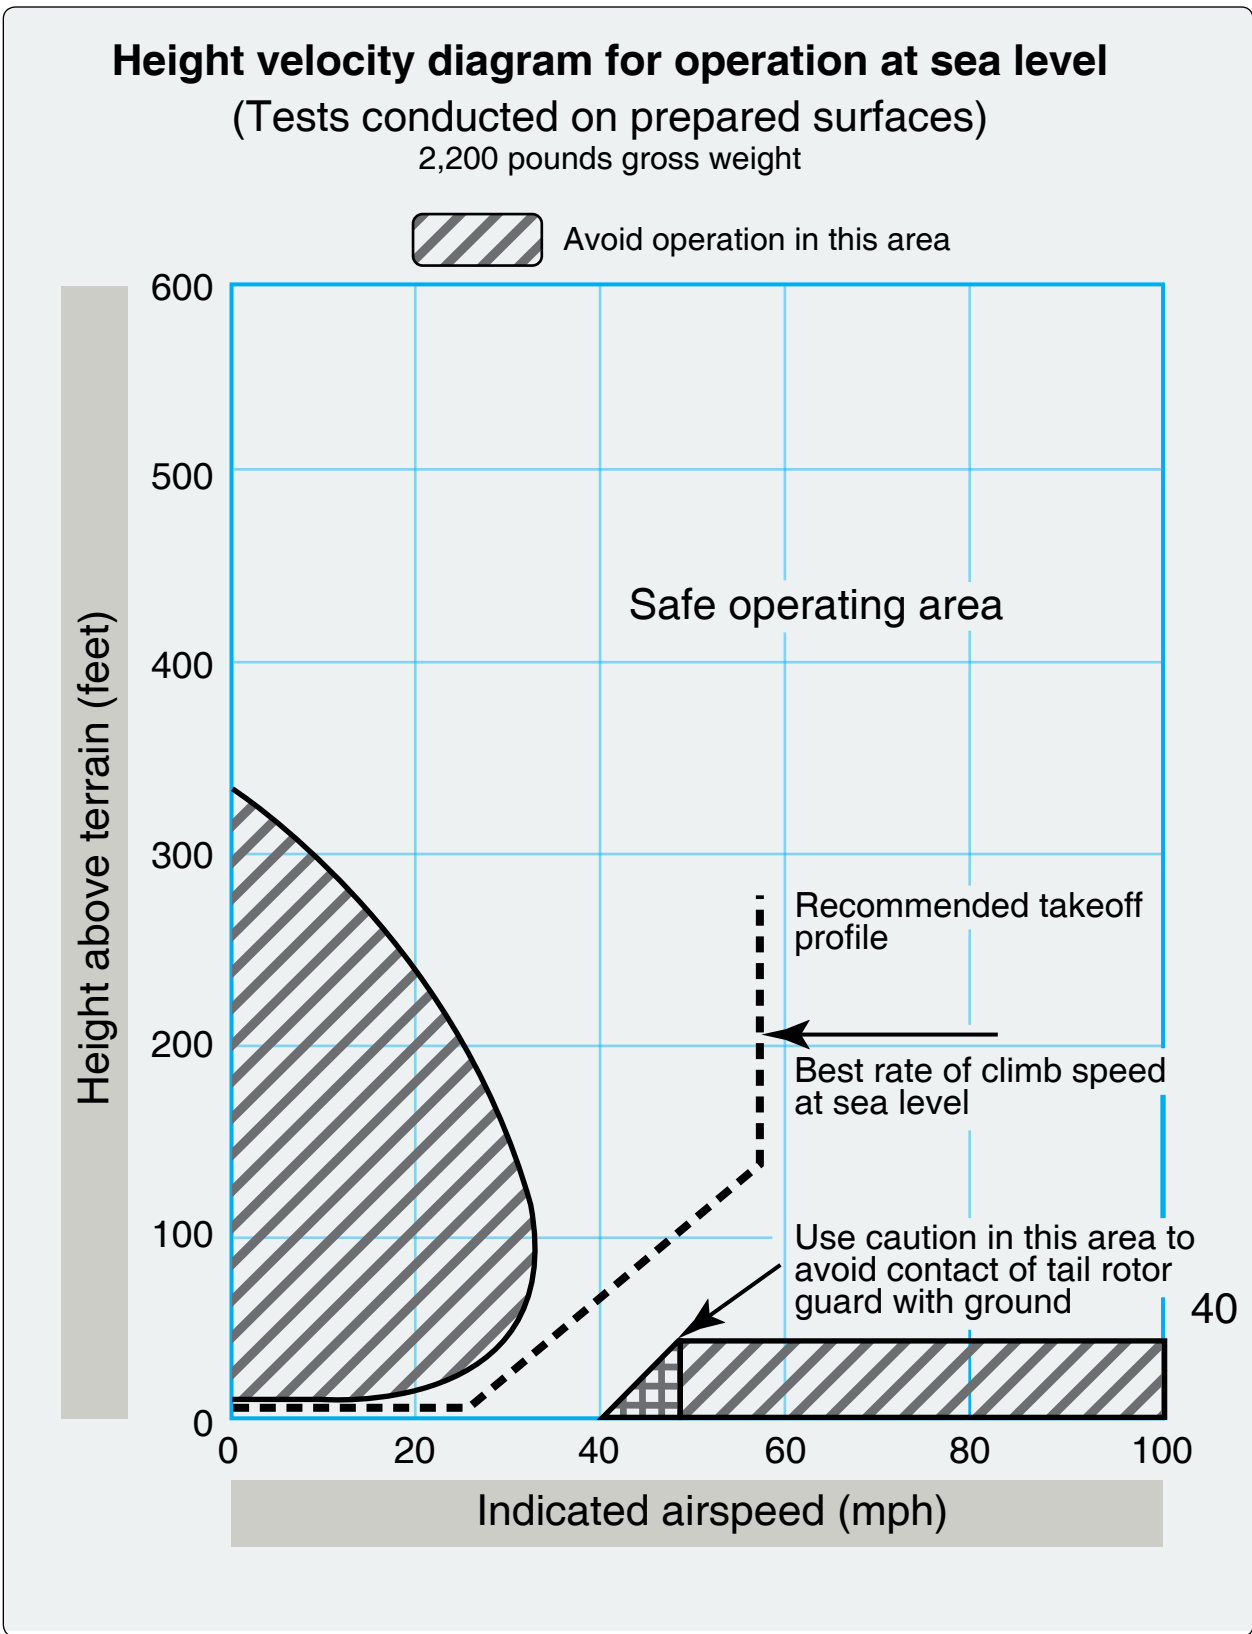 Height velocity diagram for operation at sea level
(Tests conducted on prepared surfaces)
2,200 pounds gross weight
Avoid operation in this area
600
500
400
300
200
100
0
Height above terrain (feet)
Safe operating area
Recommended takeoff
profile
Best rate of climb speed
at sea level
Use caution in this area to
avoid contact of tail rotor
guard with ground
40
0 20 40 60 80 100
Indicated airspeed (mph)